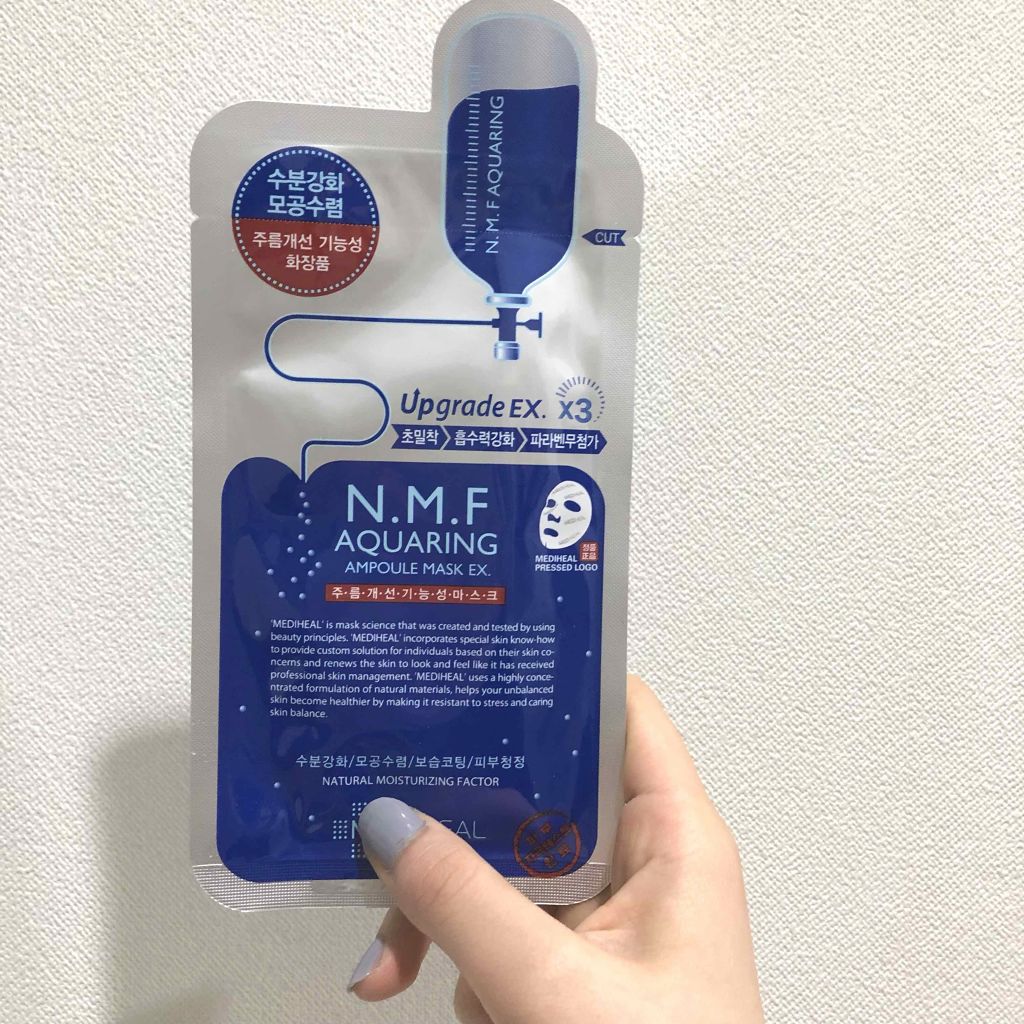 N.M.F AQUARING
수분강화
모공수렴
주름개선 기능성
화장품
CUT
Upgrade EX. X3
초밀착 흡수력강화 파라벤무첨가
N.M.F
AQUARING
AMPOULE MASK EX.
주·름·개·선·기·능·성·마·스·크
정품
正品
MEDIHEAL
PRESSED LOGO
'MEDIHEAL' is mask science that was created and tested by using
beauty principles. 'MEDIHEAL' incorporates special skin know-how
to provide custom solution for individuals based on their skin co-
ncerns and renews the skin to look and feel like it has received
professional skin management. 'MEDIHEAL' uses a highly conce-
ntrated formulation of natural materials, helps your unbalanced
skin become healthier by making it resistant to stress and caring
skin balance.
수분강화/모공수렴/보습코팅/피부청정
NATURAL MOISTURIZING FACTOR